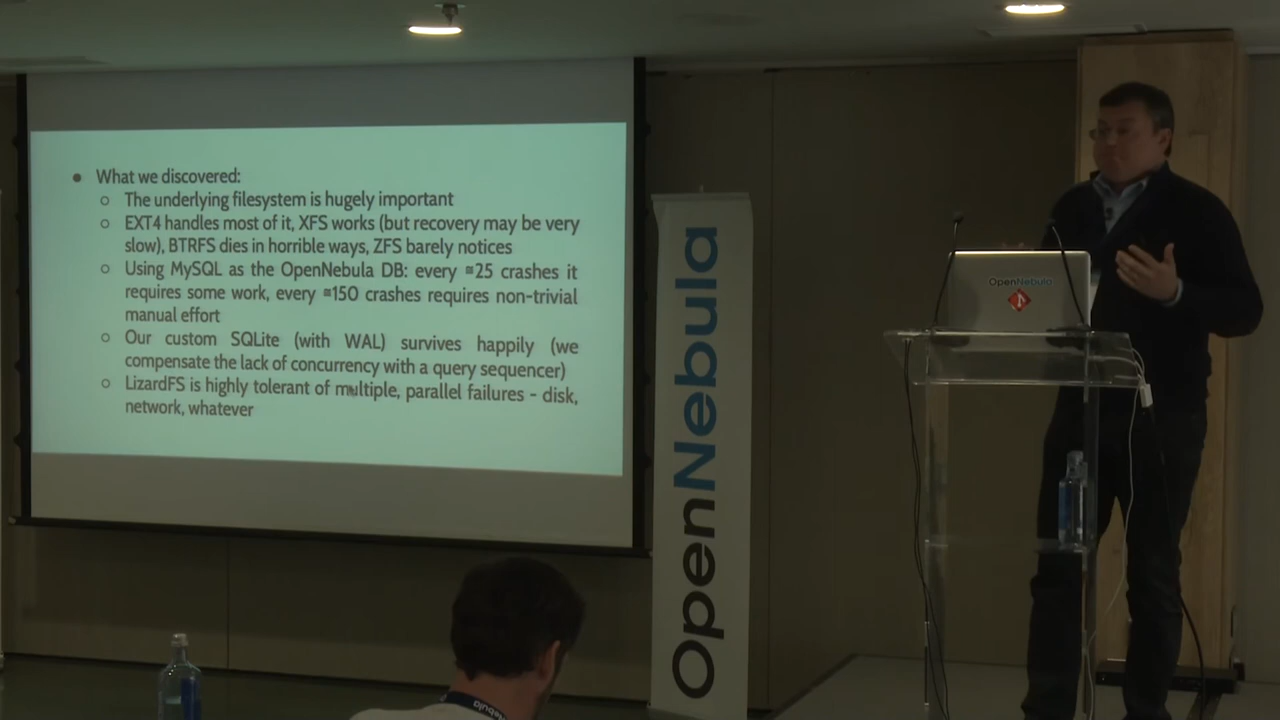 What we discovered:
The underlying filesystem is hugely important
EXT4 handles most of it, XFS works (but recovery may be very
slow), BTRFS dies in horrible ways, ZFS barely notices
Using MySQL as the OpenNebula DB: every ≅25 crashes it
requires some work, every ≅150 crashes requires non-trivial
manual effort
Our custom SQLite (with WAL) survives happily (we
compensate the lack of concurrency with a query sequencer)
LizardFS is highly tolerant of multiple, parallel failures - disk,
network, whatever
OpenNebula
OpenNebula
Nebula